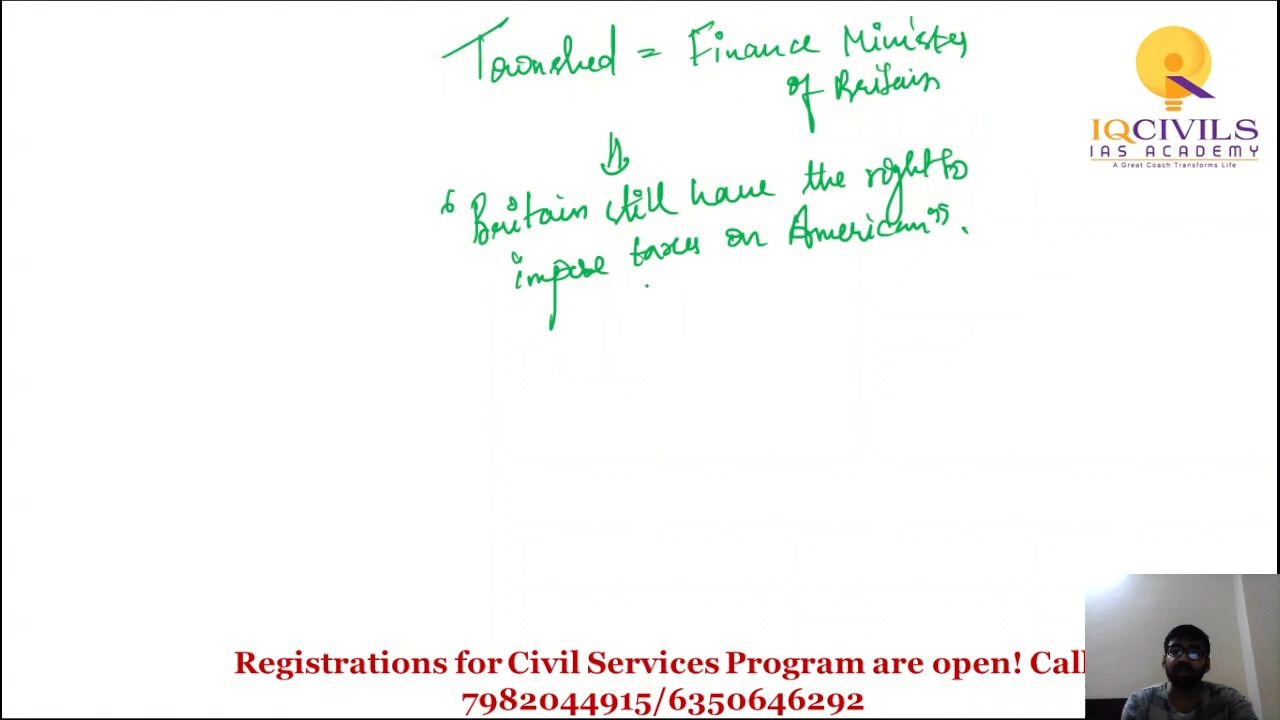 Townshed = Finance Minister
of Britain
"Britain still have the right to
impose taxes on American".
IQCIVILS
IAS ACADEMY
A Great Coach Transforms Life
Registrations for Civil Services Program are open! Call
7982044915/6350646292